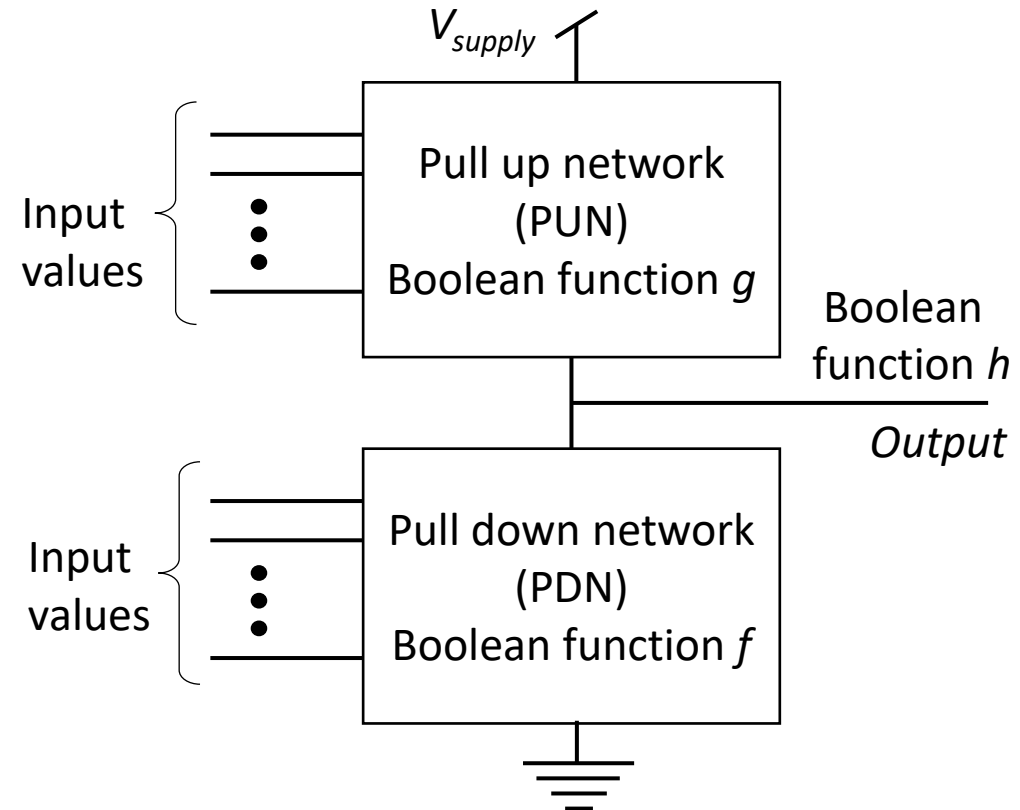 Vsupply
Pull up network
(PUN)
Boolean function g
Input
values
Boolean
function h
Output
Pull down network
(PDN)
Boolean function f
Input
values